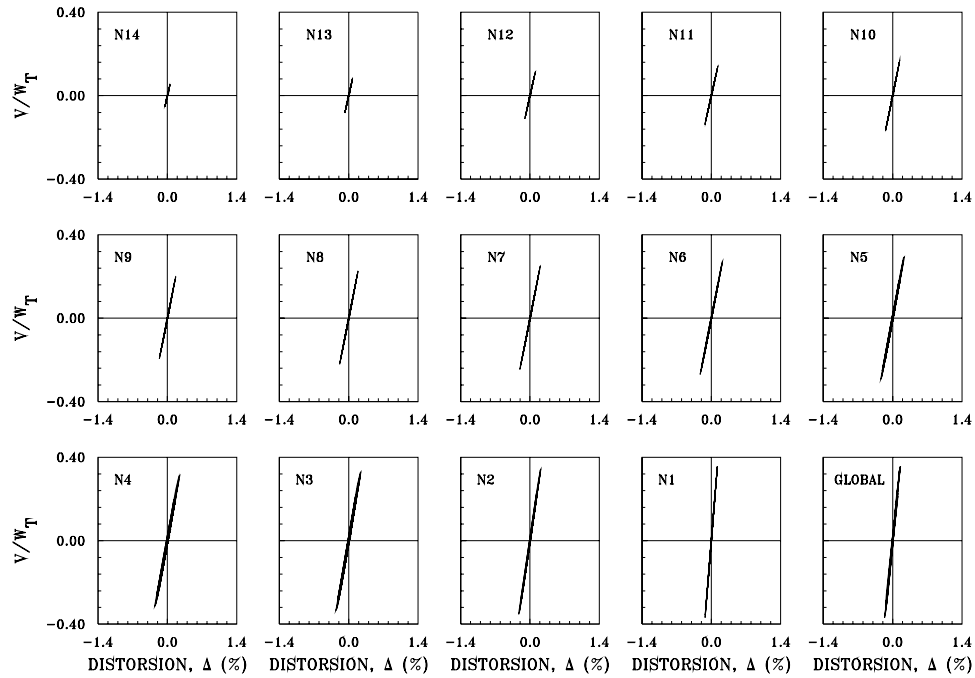 0.40 N14 N13 N12 N11 N10
V/W_T 0.00
-0.40
-1.4 0.0 1.4 -1.4 0.0 1.4 -1.4 0.0 1.4 -1.4 0.0 1.4 -1.4 0.0 1.4
0.40 N9 N8 N7 N6 N5
V/W_T 0.00
-0.40
-1.4 0.0 1.4 -1.4 0.0 1.4 -1.4 0.0 1.4 -1.4 0.0 1.4 -1.4 0.0 1.4
0.40 N4 N3 N2 N1 GLOBAL
V/W_T 0.00
-0.40
-1.4 0.0 1.4 -1.4 0.0 1.4 -1.4 0.0 1.4 -1.4 0.0 1.4 -1.4 0.0 1.4
DISTORSION, Δ (%) DISTORSION, Δ (%) DISTORSION, Δ (%) DISTORSION, Δ (%) DISTORSION, Δ (%)